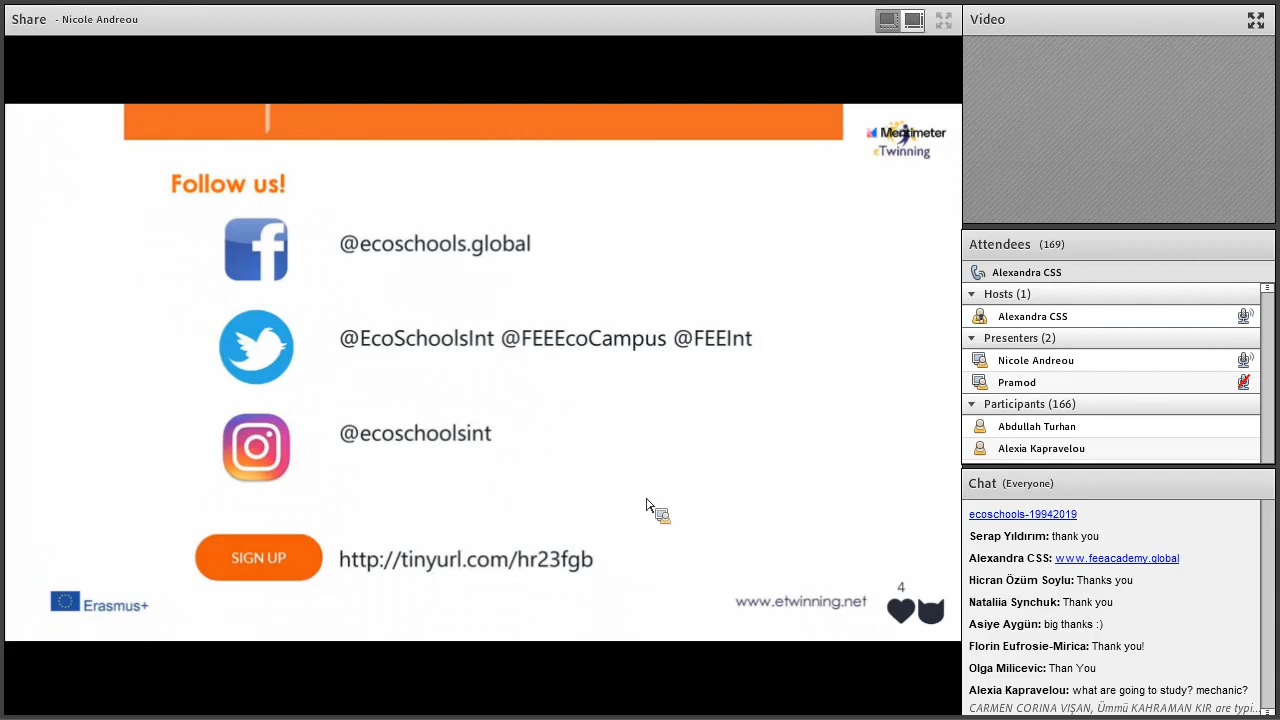 Share - Nicole Andreou
Mentimeter
eTwinning
Follow us!
@ecoschools.global
@EcoSchoolsInt @FEEEcoCampus @FEEInt
@ecoschoolsint
SIGN UP http://tinyurl.com/hr23fgb
Erasmus+
www.etwinning.net
4
Video
Attendees (169)
Alexandra CSS
Hosts (1)
Alexandra CSS
Presenters (2)
Nicole Andreou
Pramod
Participants (166)
Abdullah Turhan
Alexia Kapravelou
Chat (Everyone)
ecoschools-19942019
Serap Yıldırım: thank you
Alexandra CSS: www.feeacademy.global
Hicran Özüm Soylu: Thanks you
Nataliia Synchuk: Thank you
Asiye Aygün: big thanks :)
Florin Eufrosie-Mirica: Thank you!
Olga Milicevic: Than You
Alexia Kapravelou: what are going to study? mechanic?
CARMEN CORINA VIŞAN, Ümmü KAHRAMAN KIR are typi...